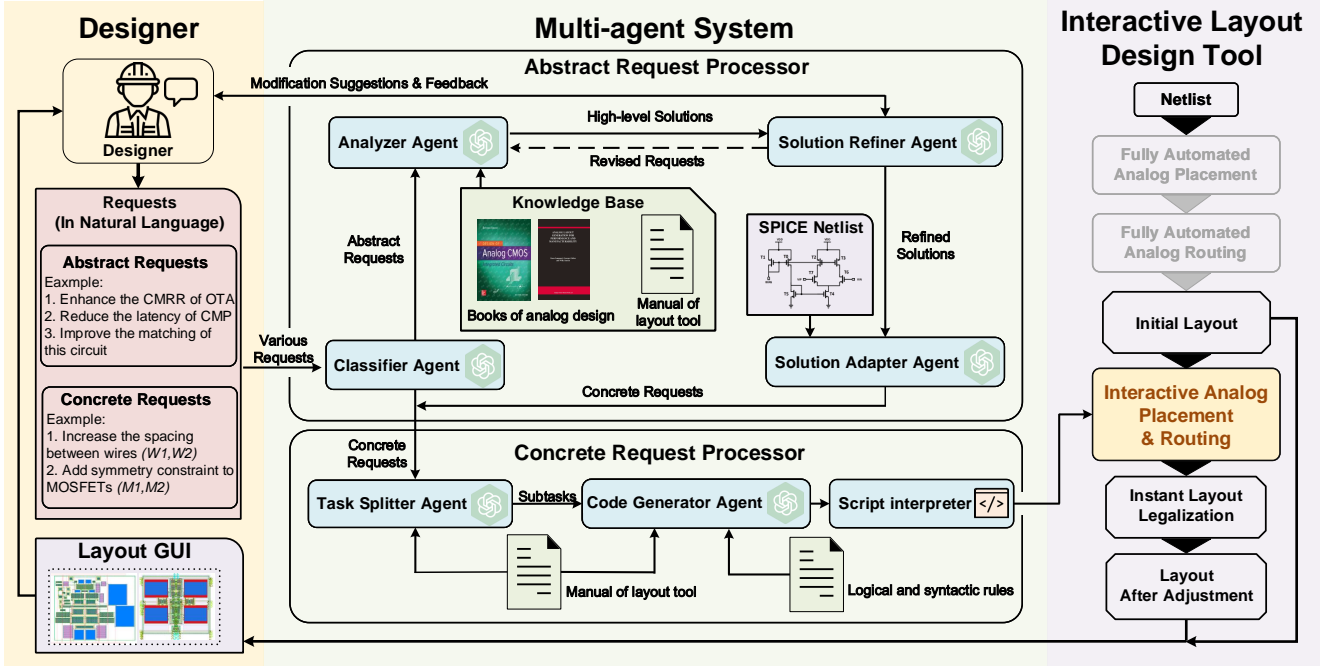 Designer
Designer
Requests
(In Natural Language)
Abstract Requests
Eaxmple:
1. Enhance the CMRR of OTA
2. Reduce the latency of CMP
3. Improve the matching of
this circuit
Concrete Requests
Eaxmple:
1. Increase the spacing
between wires (W1,W2)
2. Add symmetry constraint to
MOSFETs (M1,M2)
Layout GUI
Multi-agent System
Abstract Request Processor
Modification Suggestions & Feedback
Analyzer Agent
High-level Solutions
Revised Requests
Solution Refiner Agent
Knowledge Base
Analog CMOS
Books of analog design
Manual of
layout tool
Abstract
Requests
SPICE Netlist
Refined
Solutions
Various
Requests
Classifier Agent
Solution Adapter Agent
Concrete Requests
Concrete Request Processor
Concrete
Requests
Task Splitter Agent
Subtasks
Code Generator Agent
Script interpreter
</>
Manual of layout tool
Logical and syntactic rules
Interactive Layout
Design Tool
Netlist
Fully Automated
Analog Placement
Fully Automated
Analog Routing
Initial Layout
Interactive Analog
Placement
& Routing
Instant Layout
Legalization
Layout
After Adjustment